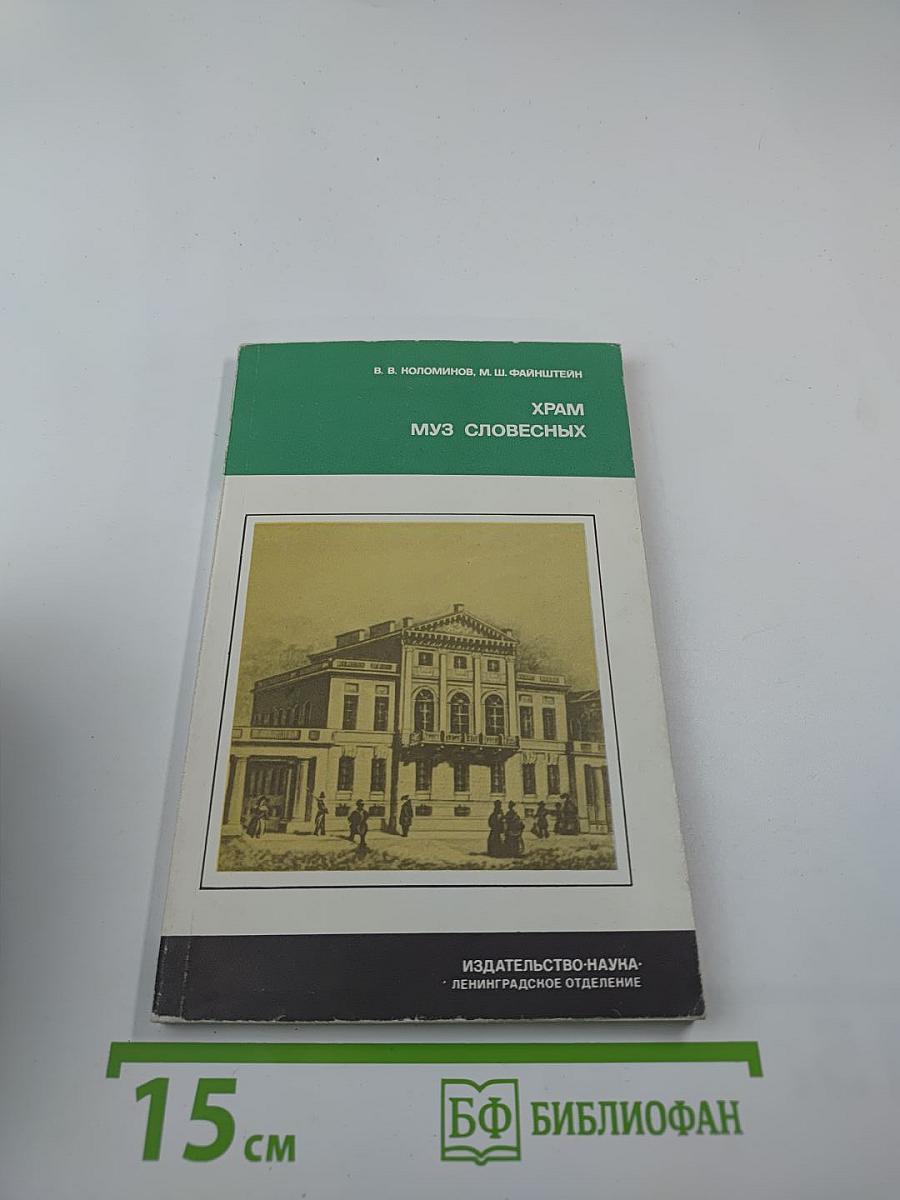 В. В. КОЛОМИНОВ, М. Ш. ФАЙНШТЕЙН
ХРАМ
МУЗ СЛОВЕСНЫХ
ИЗДАТЕЛЬСТВО·НАУКА·
ЛЕНИНГРАДСКОЕ ОТДЕЛЕНИЕ
15 см
БФ БИБЛИОФАН